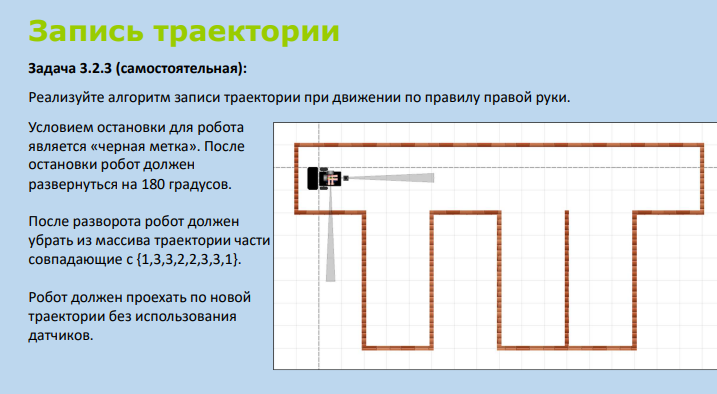 Запись траектории
Задача 3.2.3 (самостоятельная):
Реализуйте алгоритм записи траектории при движении по правилу правой руки.
Условием остановки для робота
является «черная метка». После
остановки робот должен
развернуться на 180 градусов.
После разворота робот должен
убрать из массива траектории части
совпадающие с {1,3,3,2,2,3,3,1}.
Робот должен проехать по новой
траектории без использования
датчиков.